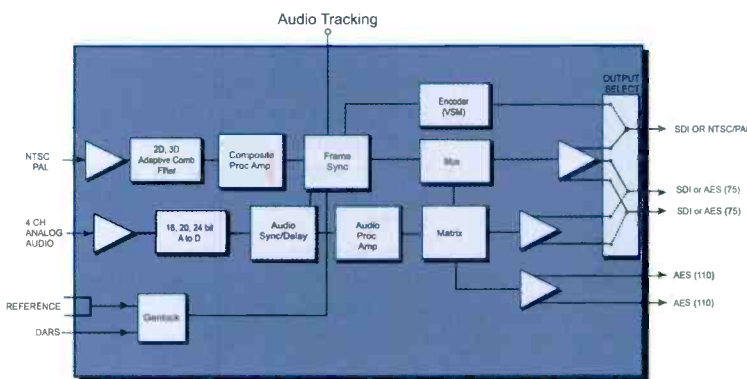 Audio Tracking
OUTPUT
SELECT
Encoder
(VSM)
SDI OR NTSC/PAL
NTSC
PAL
2D, 3D
Adaptive Comb
Filter
Composite
Proc Amp
Frame
Sync
Mux
SDI or AES (75)
SDI or AES (75)
4 CH
ANALOG
AUDIO
16, 20, 24 bit
A to D
Audio
Sync/Delay
Audio
Proc
Amp
Matrix
AES (110)
AES (110)
REFERENCE
Genlock
DARS